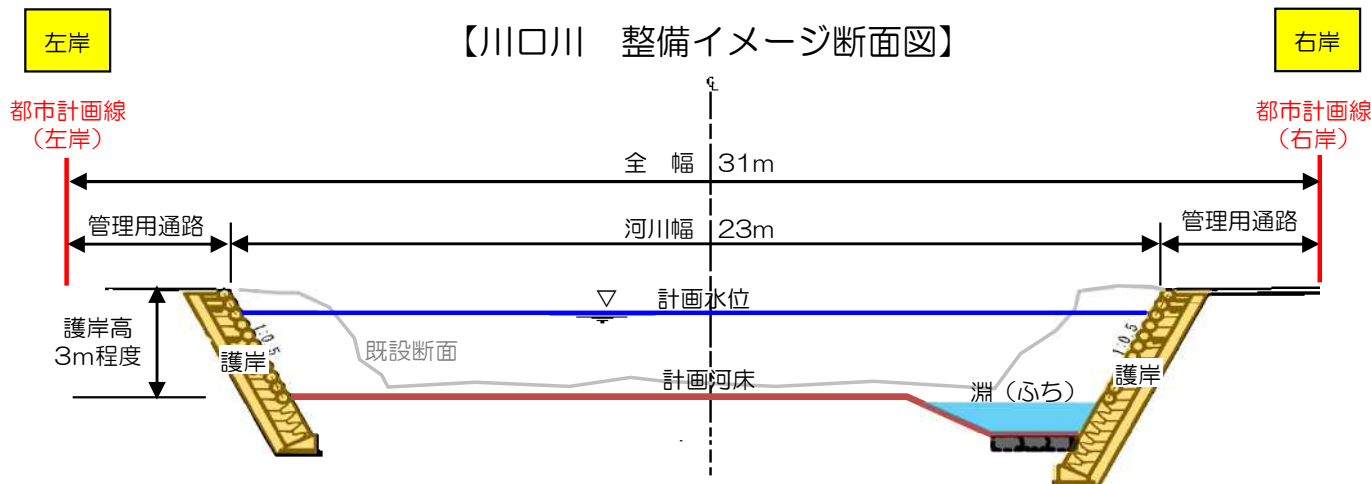 左岸
【川口川　整備イメージ断面図】
右岸
℄
都市計画線
（左岸）
都市計画線
（右岸）
全　幅　31m
管理用通路
河川幅　23m
管理用通路
▽　計画水位
護岸高
3m程度
1:0.5
護岸
既設断面
計画河床
淵（ふち）
1:0.5
護岸